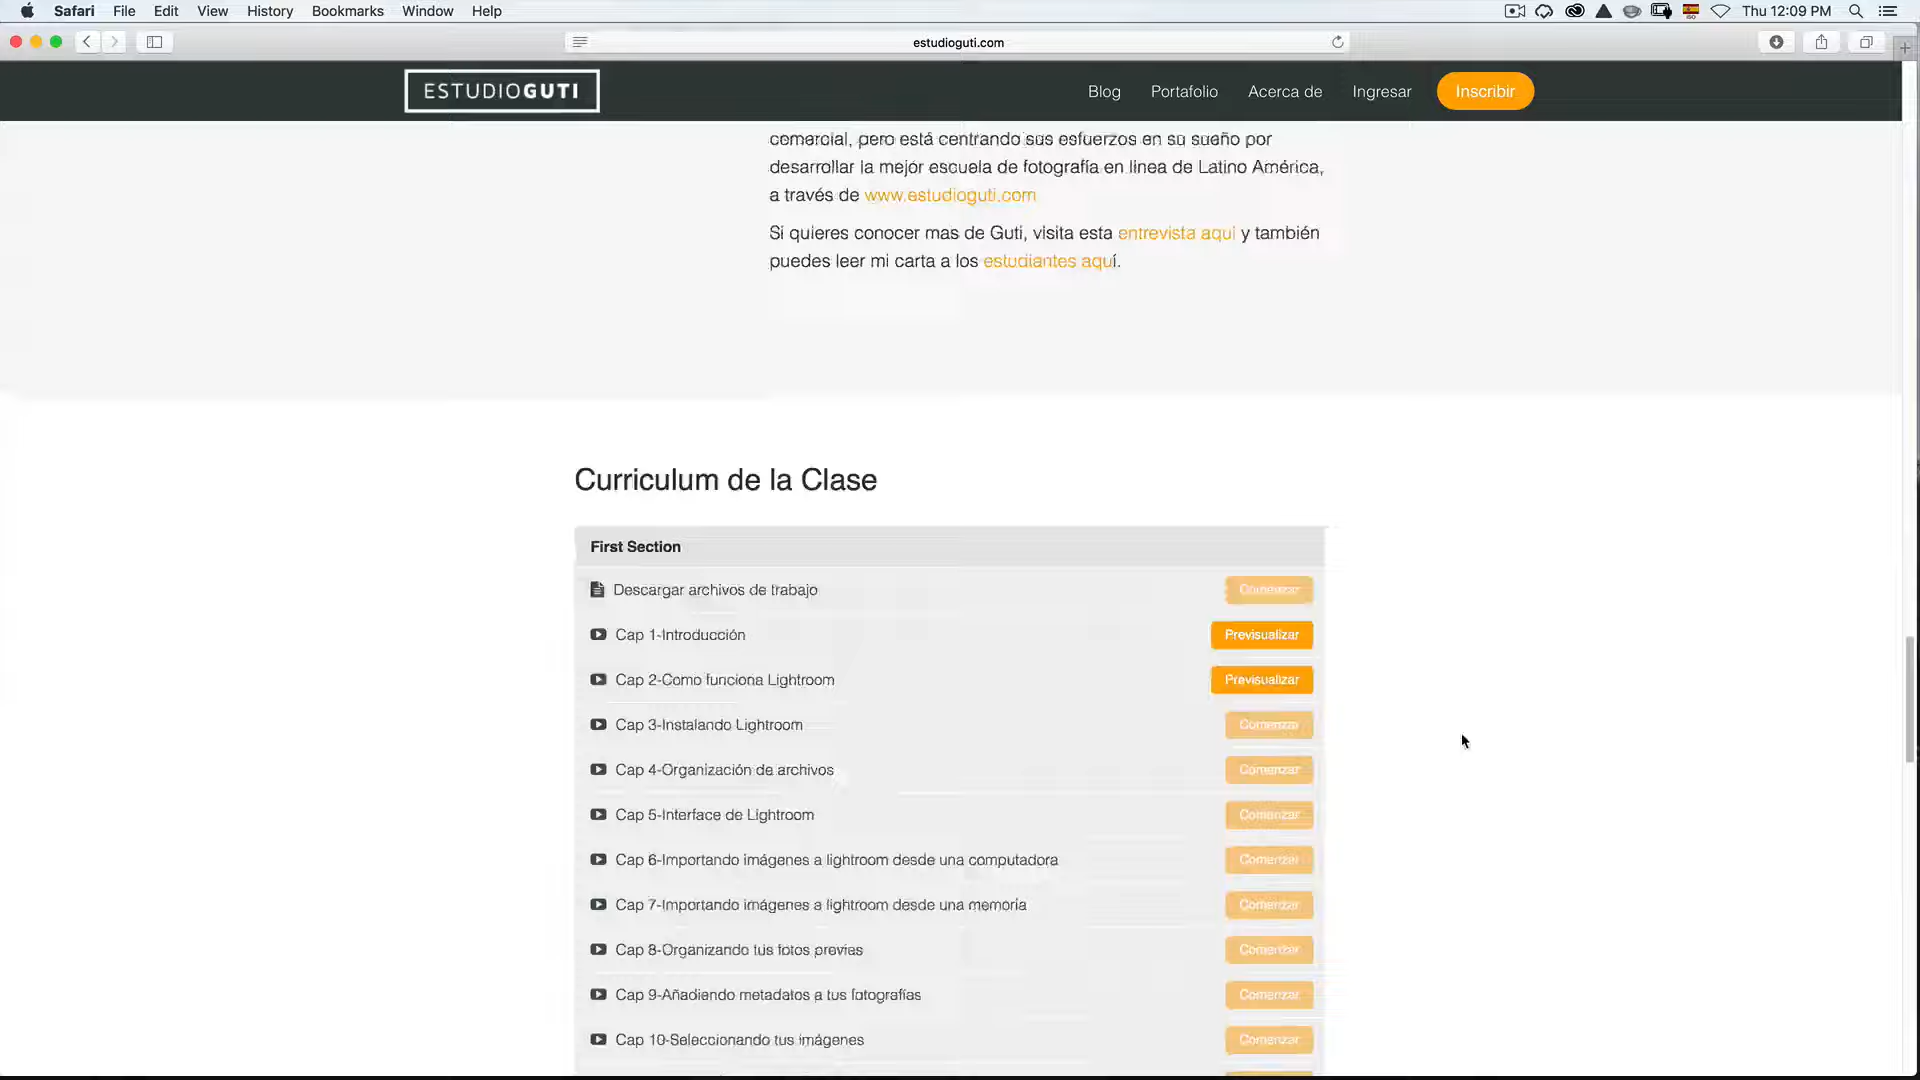 Safari File Edit View History Bookmarks Window Help
Thu 12:09 PM
estudioguti.com
ESTUDIOGUTI
Blog Portafolio Acerca de Ingresar Inscribir
comercial, pero está centrando sus esfuerzos en su sueño por
desarrollar la mejor escuela de fotografía en linea de Latino América,
a través de www.estudioguti.com
Si quieres conocer mas de Guti, visita esta entrevista aquí y también
puedes leer mi carta a los estudiantes aquí.
Curriculum de la Clase
First Section
Descargar archivos de trabajo Comenzar
Cap 1-Introducción Previsualizar
Cap 2-Como funciona Lightroom Previsualizar
Cap 3-Instalando Lightroom Comenzar
Cap 4-Organización de archivos Comenzar
Cap 5-Interface de Lightroom Comenzar
Cap 6-Importando imágenes a lightroom desde una computadora Comenzar
Cap 7-Importando imágenes a lightroom desde una memoria Comenzar
Cap 8-Organizando tus fotos previas Comenzar
Cap 9-Añadiendo metadatos a tus fotografías Comenzar
Cap 10-Seleccionando tus imágenes Comenzar